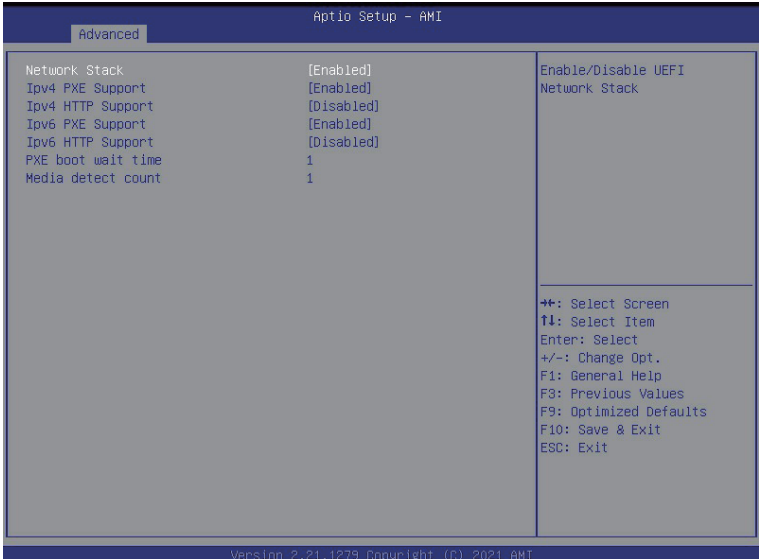 Aptio Setup – AMI
Advanced
Network Stack [Enabled]
Ipv4 PXE Support [Enabled]
Ipv4 HTTP Support [Disabled]
Ipv6 PXE Support [Enabled]
Ipv6 HTTP Support [Disabled]
PXE boot wait time 1
Media detect count 1
Enable/Disable UEFI
Network Stack
→←: Select Screen
↑↓: Select Item
Enter: Select
+/-: Change Opt.
F1: General Help
F3: Previous Values
F9: Optimized Defaults
F10: Save & Exit
ESC: Exit
Version 2.21.1279 Copyright (C) 2021 AMI